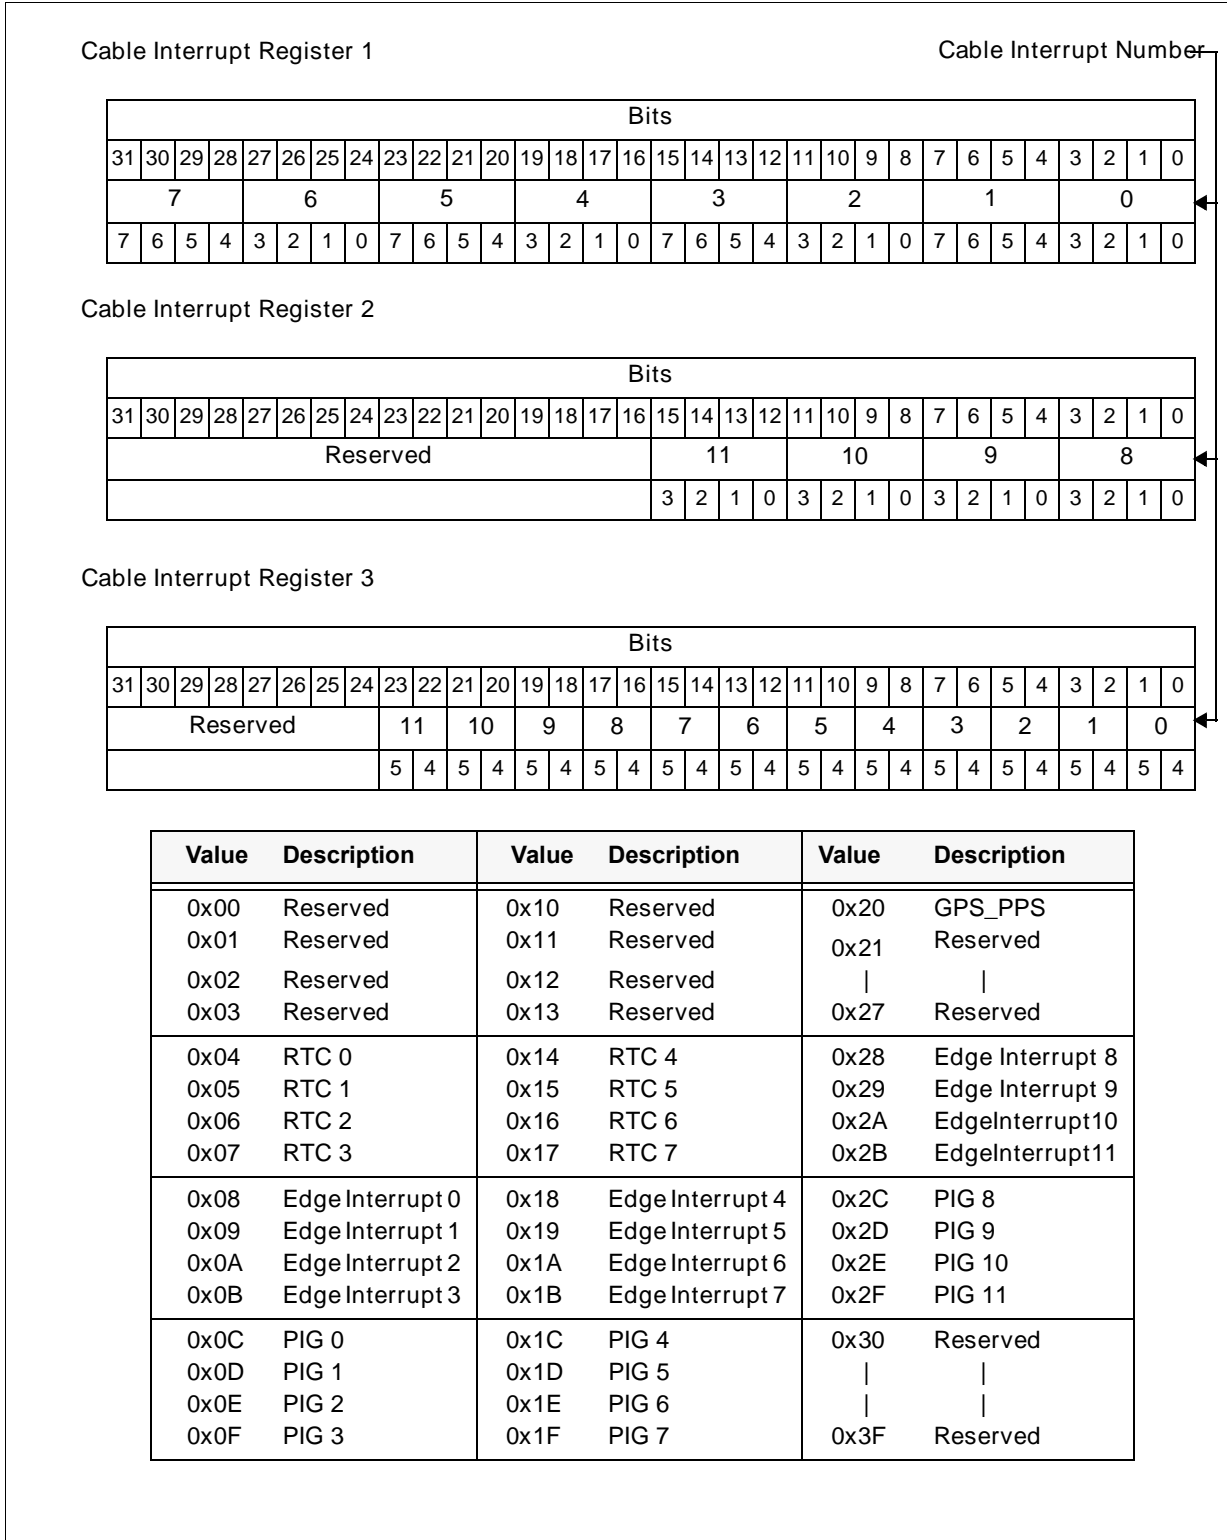 Cable Interrupt Register 1 Cable Interrupt Number
Bits
31 30 29 28 27 26 25 24 23 22 21 20 19 18 17 16 15 14 13 12 11 10 9 8 7 6 5 4 3 2 1 0
7 6 5 4 3 2 1 0
7 6 5 4 3 2 1 0 7 6 5 4 3 2 1 0 7 6 5 4 3 2 1 0 7 6 5 4 3 2 1 0
Cable Interrupt Register 2
Bits
31 30 29 28 27 26 25 24 23 22 21 20 19 18 17 16 15 14 13 12 11 10 9 8 7 6 5 4 3 2 1 0
Reserved 11 10 9 8
3 2 1 0 3 2 1 0 3 2 1 0 3 2 1 0
Cable Interrupt Register 3
Bits
31 30 29 28 27 26 25 24 23 22 21 20 19 18 17 16 15 14 13 12 11 10 9 8 7 6 5 4 3 2 1 0
Reserved 11 10 9 8 7 6 5 4 3 2 1 0
5 4 5 4 5 4 5 4 5 4 5 4 5 4 5 4 5 4 5 4 5 4 5 4
Value Description Value Description Value Description
0x00 Reserved 0x10 Reserved 0x20 GPS_PPS
0x01 Reserved 0x11 Reserved 0x21 Reserved
0x02 Reserved 0x12 Reserved | |
0x03 Reserved 0x13 Reserved 0x27 Reserved
0x04 RTC 0 0x14 RTC 4 0x28 Edge Interrupt 8
0x05 RTC 1 0x15 RTC 5 0x29 Edge Interrupt 9
0x06 RTC 2 0x16 RTC 6 0x2A EdgeInterrupt10
0x07 RTC 3 0x17 RTC 7 0x2B EdgeInterrupt11
0x08 Edge Interrupt 0 0x18 Edge Interrupt 4 0x2C PIG 8
0x09 Edge Interrupt 1 0x19 Edge Interrupt 5 0x2D PIG 9
0x0A Edge Interrupt 2 0x1A Edge Interrupt 6 0x2E PIG 10
0x0B Edge Interrupt 3 0x1B Edge Interrupt 7 0x2F PIG 11
0x0C PIG 0 0x1C PIG 4 0x30 Reserved
0x0D PIG 1 0x1D PIG 5 | |
0x0E PIG 2 0x1E PIG 6 | |
0x0F PIG 3 0x1F PIG 7 0x3F Reserved